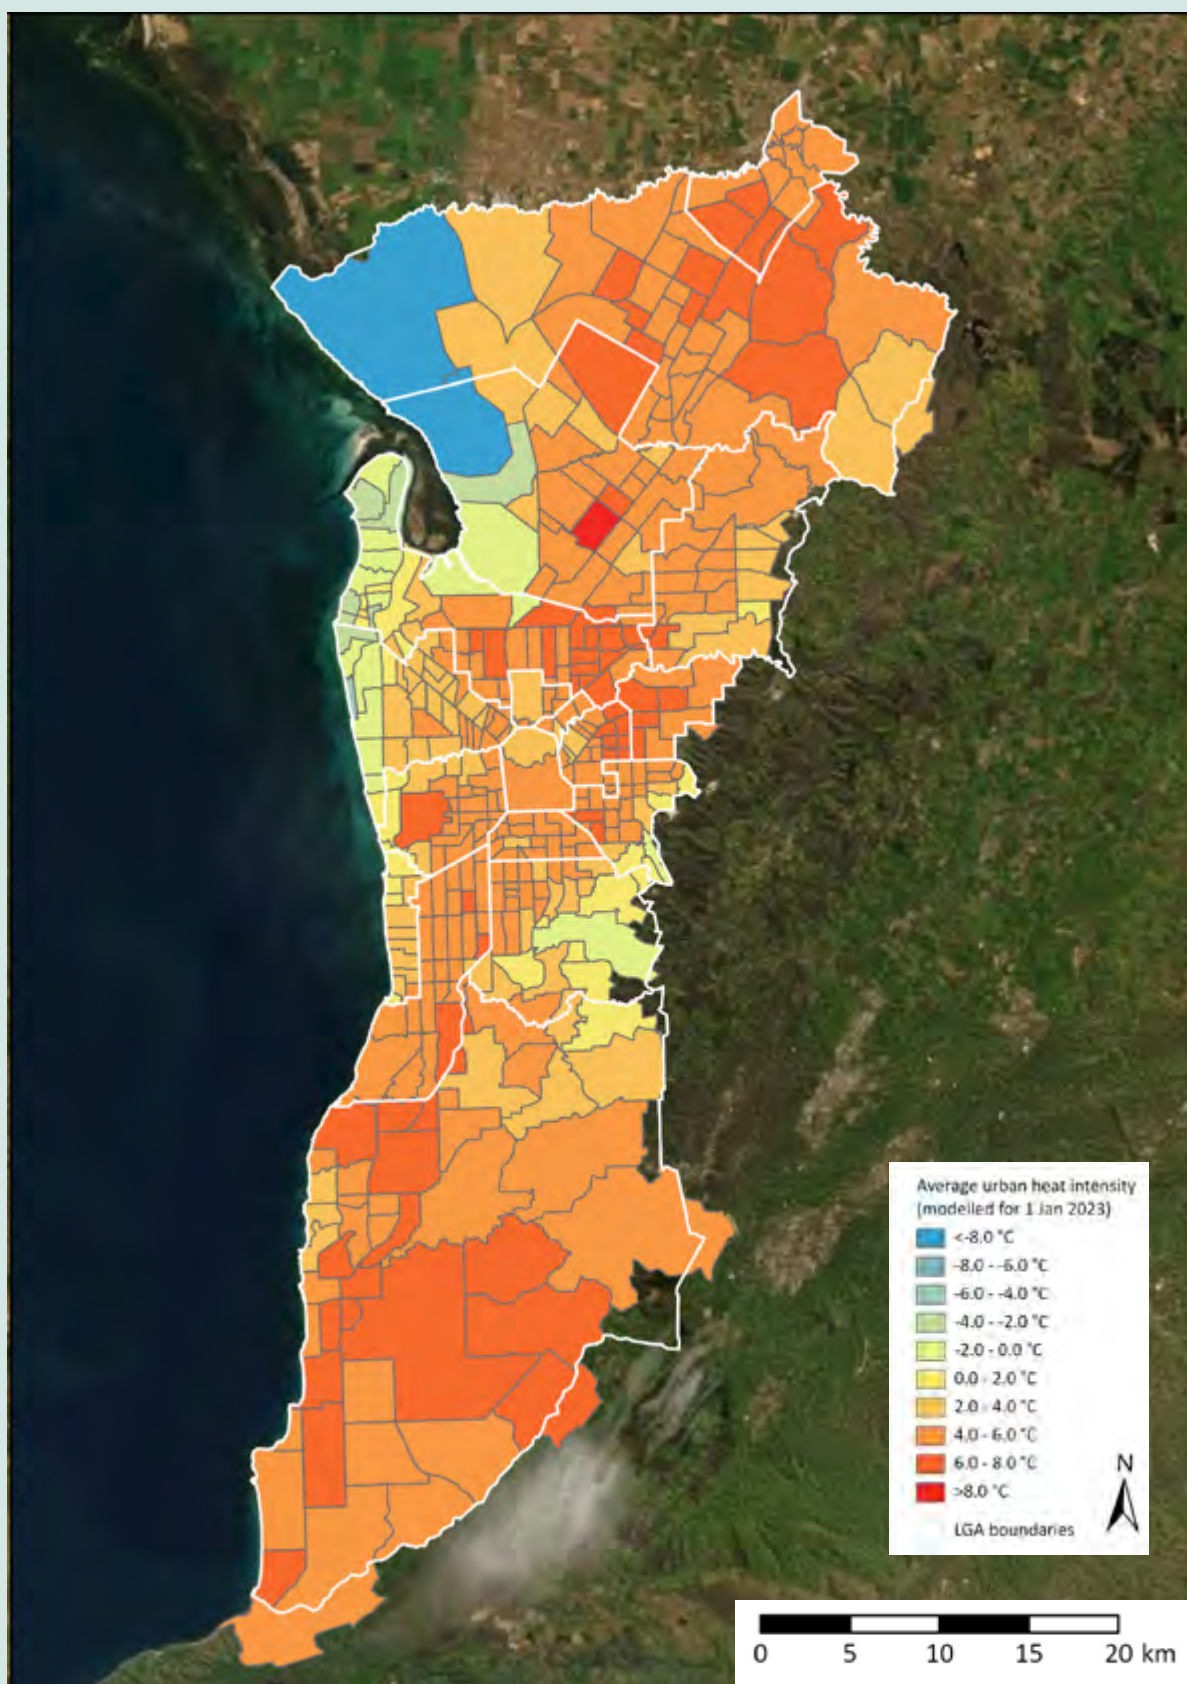 Average urban heat intensity
(modelled for 1 Jan 2023)
<-8.0 °C
-8.0 - -6.0 °C
-6.0 - -4.0 °C
-4.0 - -2.0 °C
-2.0 - 0.0 °C
0.0 - 2.0 °C
2.0 - 4.0 °C
4.0 - 6.0 °C
6.0 - 8.0 °C
>8.0 °C
LGA boundaries
N
0 5 10 15 20 km